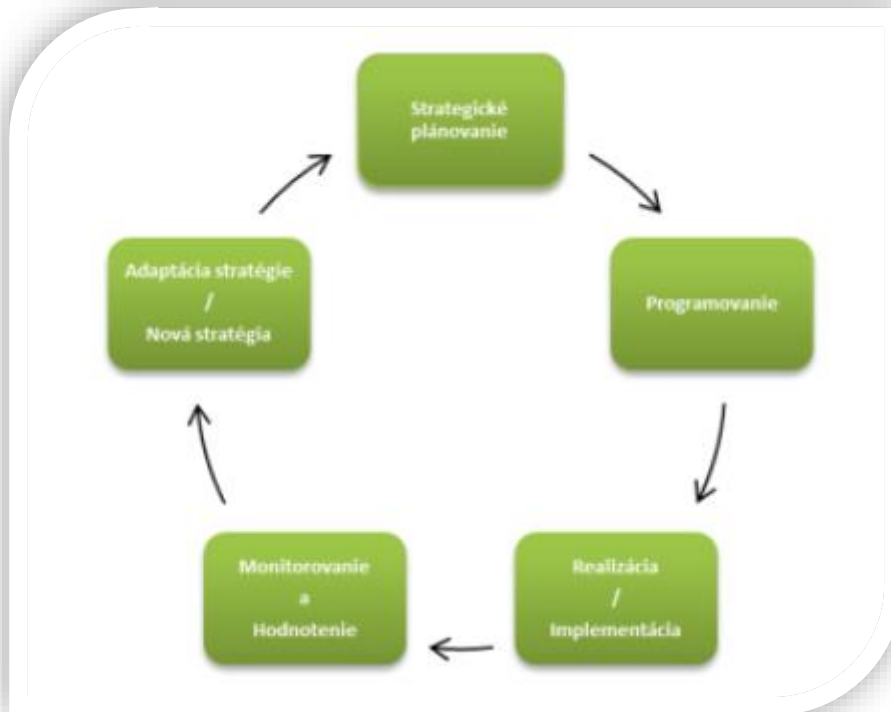 Strategické
plánovanie
Programovanie
Realizácia
/
Implementácia
Monitorovanie
a
Hodnotenie
Adaptácia stratégie
/
Nová stratégia